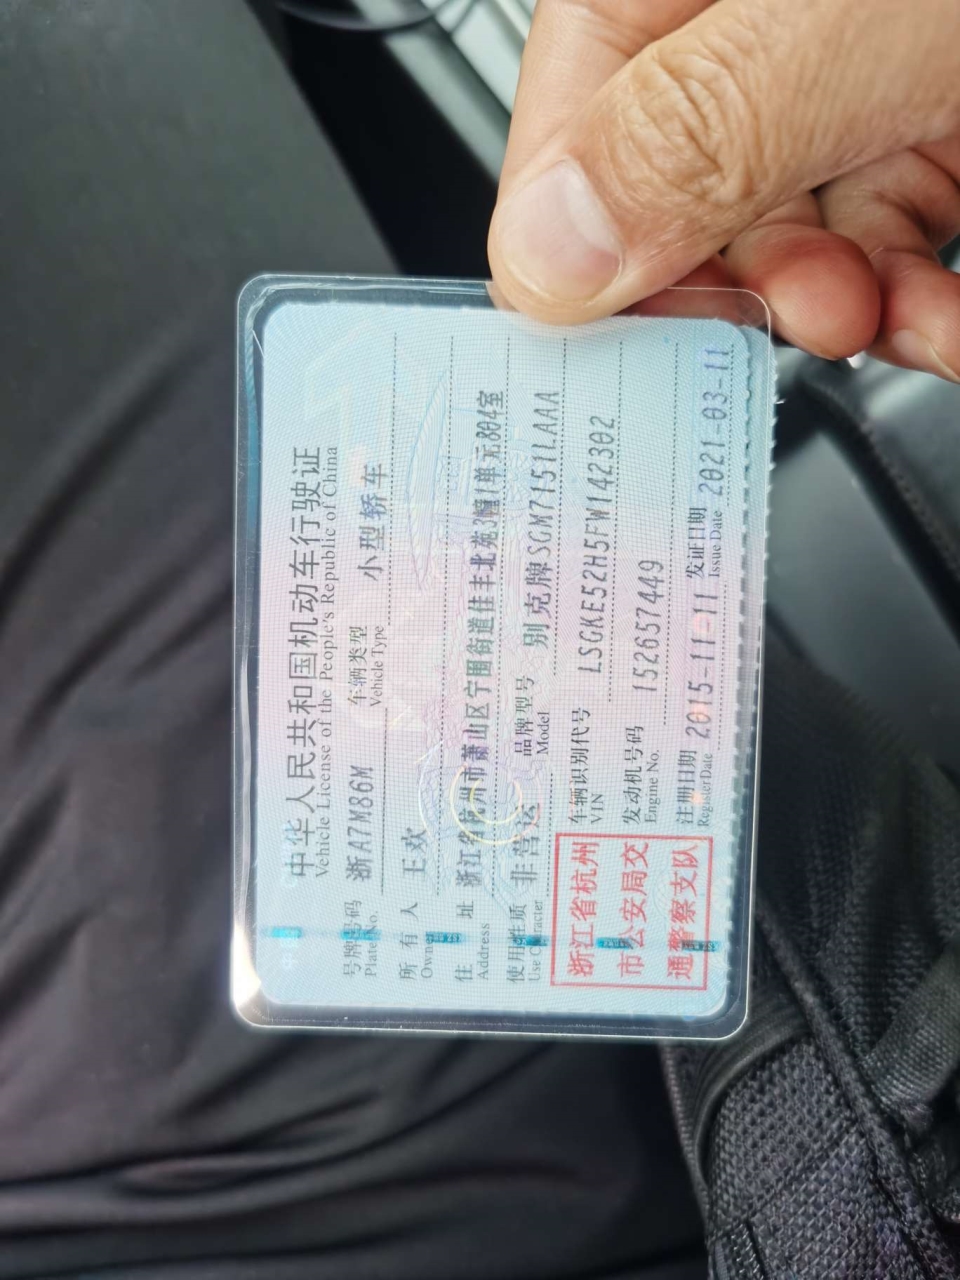 中华人民共和国机动车行驶证
Vehicle License of the People's Republic of China
号牌号码 浙A7M86M 车辆类型 小型轿车
Plate No. Vehicle Type
所有人 王欢
Owner
住址 浙江省杭州市萧山区宁围街道佳丰北苑3幢1单元804室
Address
使用性质 非营运 品牌型号 别克牌SGM7151LAAA
Use Character Model
浙江省杭州
市公安局交
通警察支队
车辆识别代号 LSGKE52H5FW142302
VIN
发动机号码 152657449
Engine No.
注册日期 2015-11-11 发证日期 2021-03-11
Register Date Issue Date